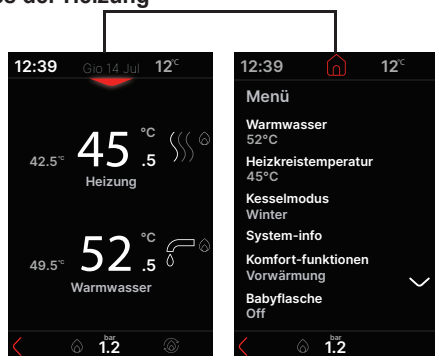 der Heizung
12:39 Gio 14 Jul 12°C
42.5°C 45.5 °C
Heizung
49.5°C 52.5 °C
Warmwasser
bar
1.2
12:39 12°C
Menü
Warmwasser
52°C
Heizkreistemperatur
45°C
Kesselmodus
Winter
System-info
Komfort-funktionen
Vorwärmung
Babyflasche
Off
bar
1.2